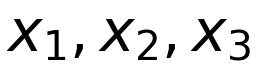 x₁, x₂, x₃